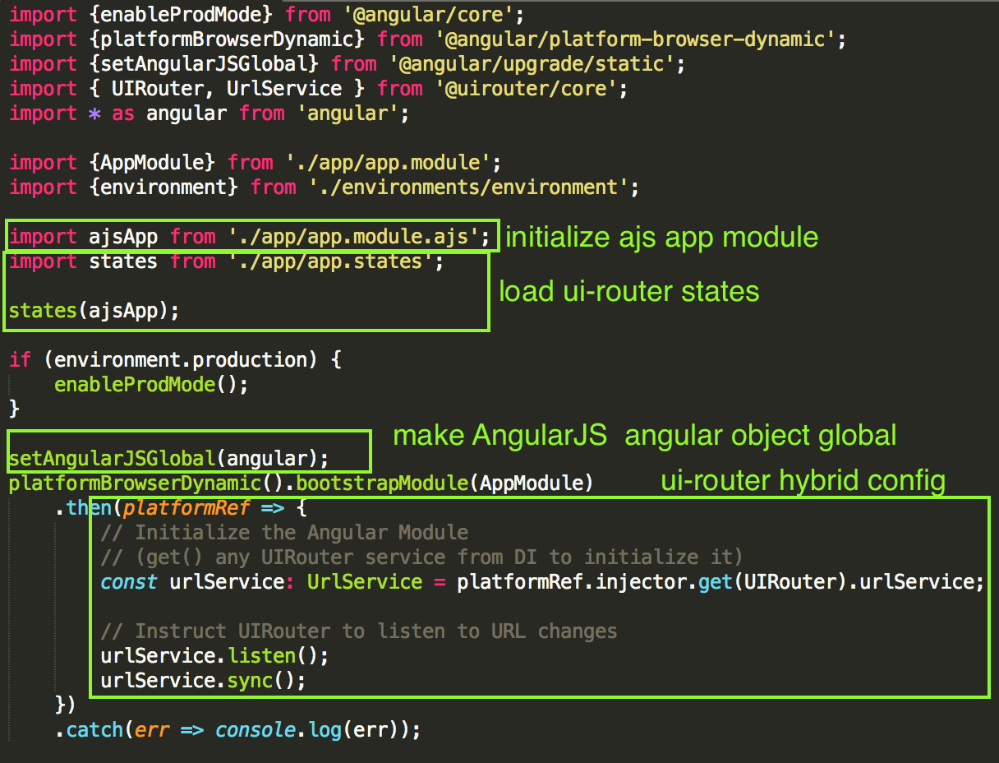 import {enableProdMode} from '@angular/core';
import {platformBrowserDynamic} from '@angular/platform-browser-dynamic';
import {setAngularJSGlobal} from '@angular/upgrade/static';
import { UIRouter, UrlService } from '@uirouter/core';
import * as angular from 'angular';
import {AppModule} from './app/app.module';
import {environment} from './environments/environment';
import ajsApp from './app/app.module.ajs'; initialize ajs app module
import states from './app/app.states';
load ui-router states
states(ajsApp);
if (environment.production) {
enableProdMode();
}
make AngularJS angular object global
setAngularJSGlobal(angular);
platformBrowserDynamic().bootstrapModule(AppModule) ui-router hybrid config
.then(platformRef => {
// Initialize the Angular Module
// (get() any UIRouter service from DI to initialize it)
const urlService: UrlService = platformRef.injector.get(UIRouter).urlService;
// Instruct UIRouter to listen to URL changes
urlService.listen();
urlService.sync();
})
.catch(err => console.log(err));